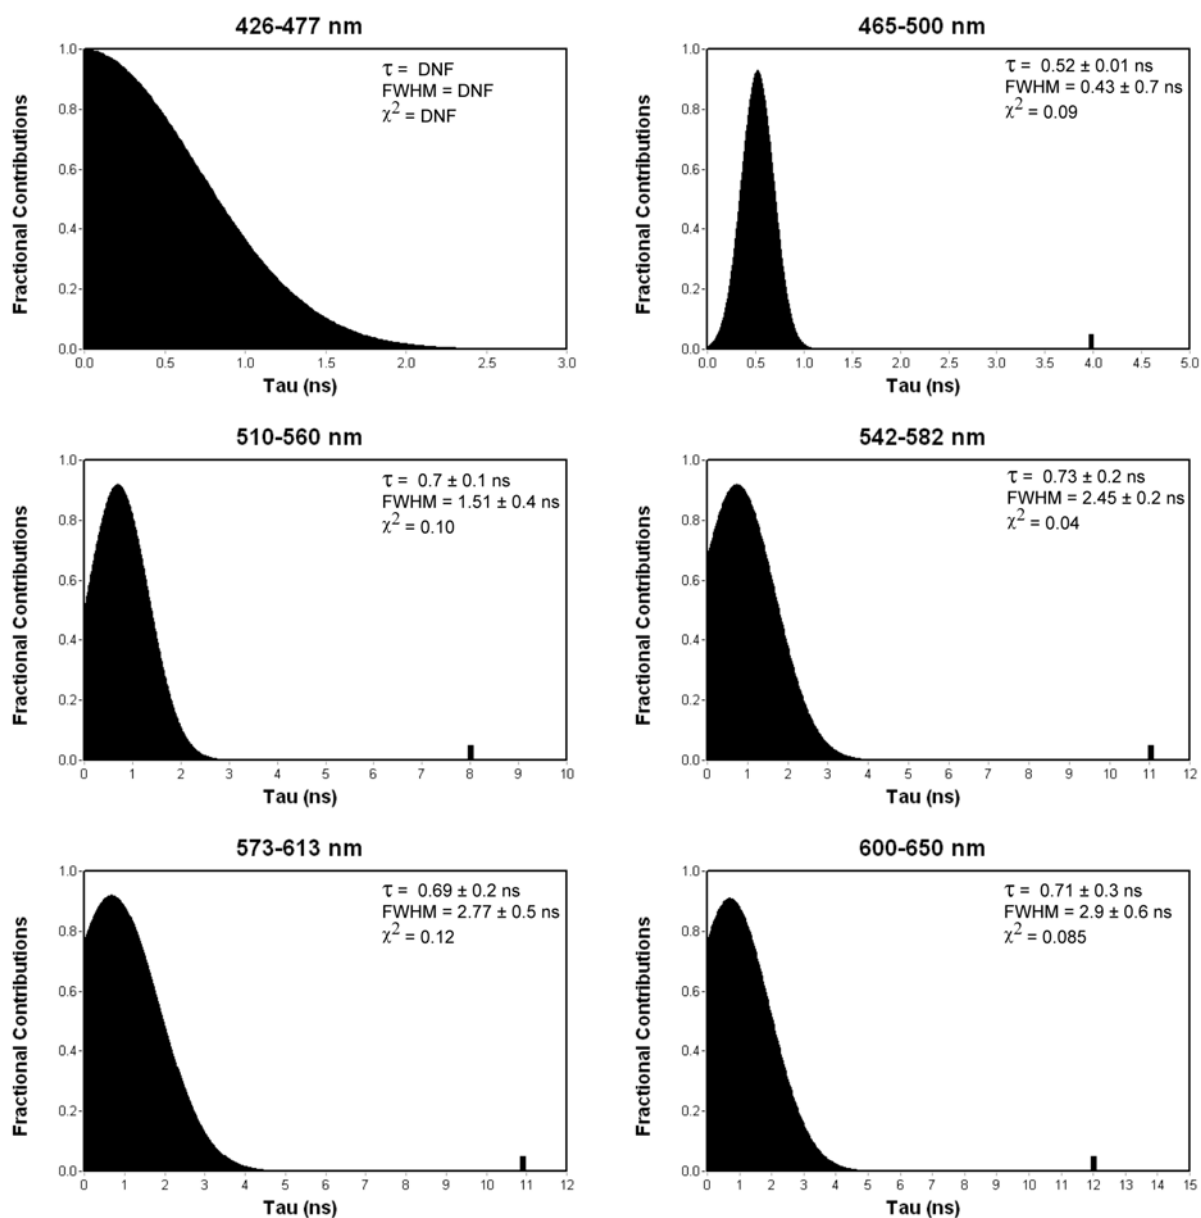 426-477 nm
τ = DNF
FWHM = DNF
χ² = DNF
Fractional Contributions
1.0
0.8
0.6
0.4
0.2
0.0
0.0 0.5 1.0 1.5 2.0 2.5 3.0
Tau (ns)
465-500 nm
τ = 0.52 ± 0.01 ns
FWHM = 0.43 ± 0.7 ns
χ² = 0.09
Fractional Contributions
1.0
0.8
0.6
0.4
0.2
0.0
0.0 0.5 1.0 1.5 2.0 2.5 3.0 3.5 4.0 4.5 5.0
Tau (ns)
510-560 nm
τ = 0.7 ± 0.1 ns
FWHM = 1.51 ± 0.4 ns
χ² = 0.10
Fractional Contributions
1.0
0.8
0.6
0.4
0.2
0.0
0 1 2 3 4 5 6 7 8 9 10
Tau (ns)
542-582 nm
τ = 0.73 ± 0.2 ns
FWHM = 2.45 ± 0.2 ns
χ² = 0.04
Fractional Contributions
1.0
0.8
0.6
0.4
0.2
0.0
0 1 2 3 4 5 6 7 8 9 10 11 12
Tau (ns)
573-613 nm
τ = 0.69 ± 0.2 ns
FWHM = 2.77 ± 0.5 ns
χ² = 0.12
Fractional Contributions
1.0
0.8
0.6
0.4
0.2
0.0
0 1 2 3 4 5 6 7 8 9 10 11 12
Tau (ns)
600-650 nm
τ = 0.71 ± 0.3 ns
FWHM = 2.9 ± 0.6 ns
χ² = 0.085
Fractional Contributions
1.0
0.8
0.6
0.4
0.2
0.0
0 1 2 3 4 5 6 7 8 9 10 11 12 13 14 15
Tau (ns)